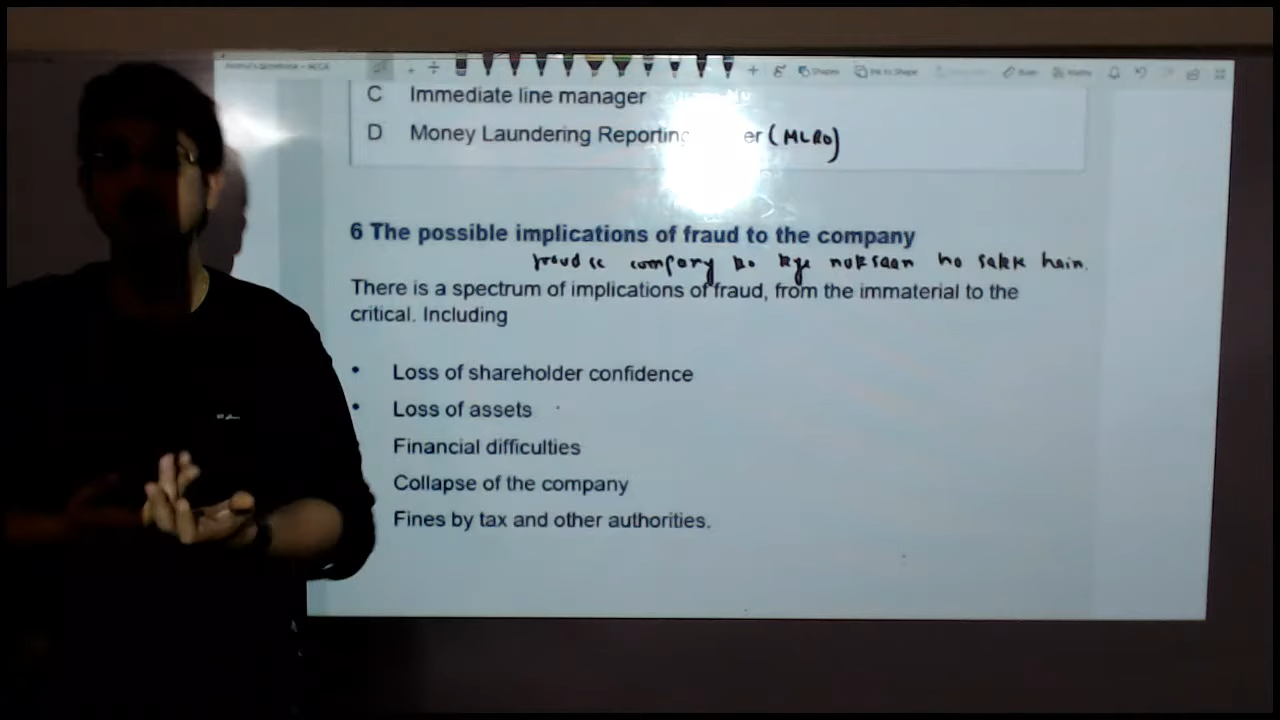 C Immediate line manager
D Money Laundering Reporting er (MLRO)
6 The possible implications of fraud to the company
fraud se company ko kya nuksaan ho sakte hain.
There is a spectrum of implications of fraud, from the immaterial to the
critical. Including
• Loss of shareholder confidence
• Loss of assets
Financial difficulties
Collapse of the company
Fines by tax and other authorities.